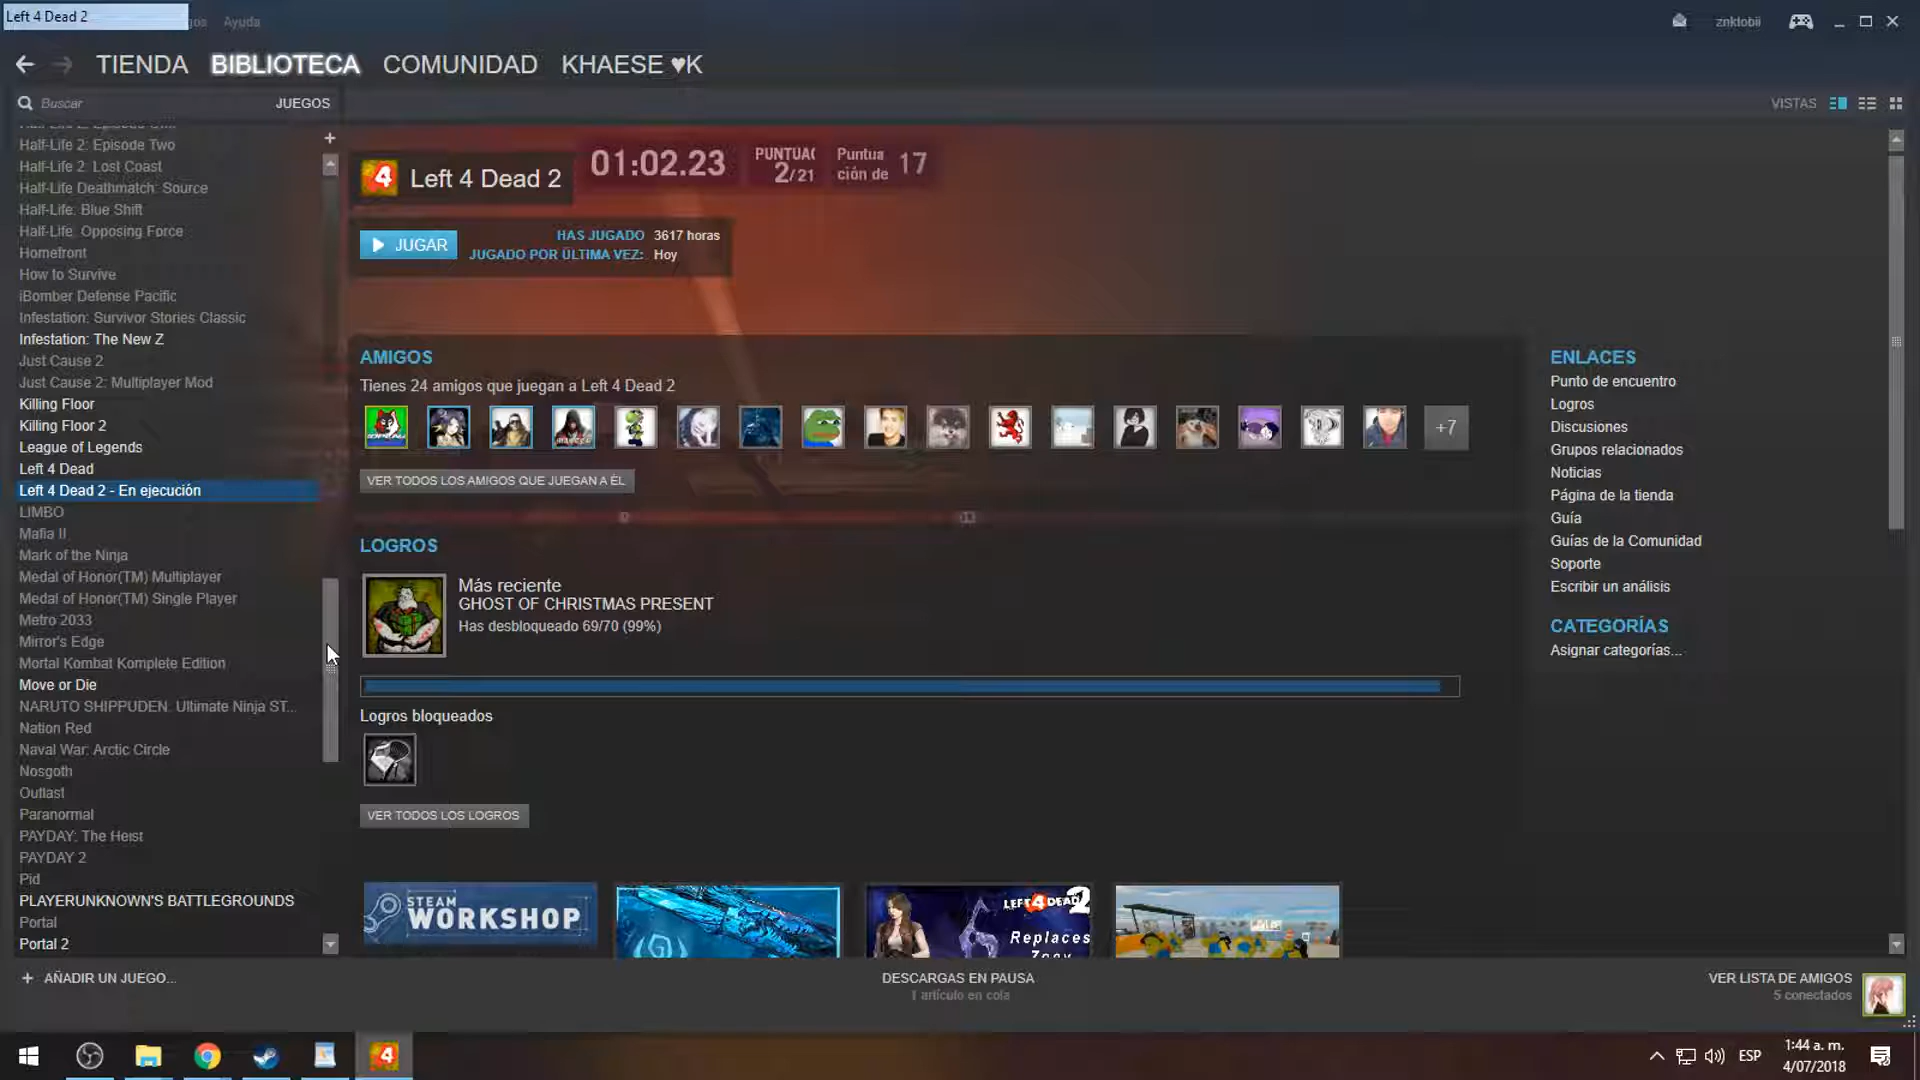 Left 4 Dead 2
Ayuda
znktobii
TIENDA BIBLIOTECA COMUNIDAD KHAESE ♥K
Buscar JUEGOS
VISTAS
Half-Life 2: Episode Two
Half-Life 2: Lost Coast
Half-Life Deathmatch: Source
Half-Life: Blue Shift
Half-Life: Opposing Force
Homefront
How to Survive
iBomber Defense Pacific
Infestation: Survivor Stories Classic
Infestation: The New Z
Just Cause 2
Just Cause 2: Multiplayer Mod
Killing Floor
Killing Floor 2
League of Legends
Left 4 Dead
Left 4 Dead 2 - En ejecución
LIMBO
Mafia II
Mark of the Ninja
Medal of Honor(TM) Multiplayer
Medal of Honor(TM) Single Player
Metro 2033
Mirror's Edge
Mortal Kombat Komplete Edition
Move or Die
NARUTO SHIPPUDEN: Ultimate Ninja ST...
Nation Red
Naval War: Arctic Circle
Nosgoth
Outlast
Paranormal
PAYDAY: The Heist
PAYDAY 2
Pid
PLAYERUNKNOWN'S BATTLEGROUNDS
Portal
Portal 2
+ AÑADIR UN JUEGO...
4 Left 4 Dead 2
01:02.23
PUNTUAC
2/21
Puntua
ción de 17
JUGAR
HAS JUGADO 3617 horas
JUGADO POR ÚLTIMA VEZ: Hoy
AMIGOS
Tienes 24 amigos que juegan a Left 4 Dead 2
+7
VER TODOS LOS AMIGOS QUE JUEGAN A ÉL
LOGROS
Más reciente
GHOST OF CHRISTMAS PRESENT
Has desbloqueado 69/70 (99%)
Logros bloqueados
VER TODOS LOS LOGROS
STEAM
WORKSHOP
LEFT 4 DEAD 2
Replaces
Zoey
ENLACES
Punto de encuentro
Logros
Discusiones
Grupos relacionados
Noticias
Página de la tienda
Guía
Guías de la Comunidad
Soporte
Escribir un análisis
CATEGORÍAS
Asignar categorías...
DESCARGAS EN PAUSA
1 artículo en cola
VER LISTA DE AMIGOS
5 conectados
4
ESP
1:44 a. m.
4/07/2018